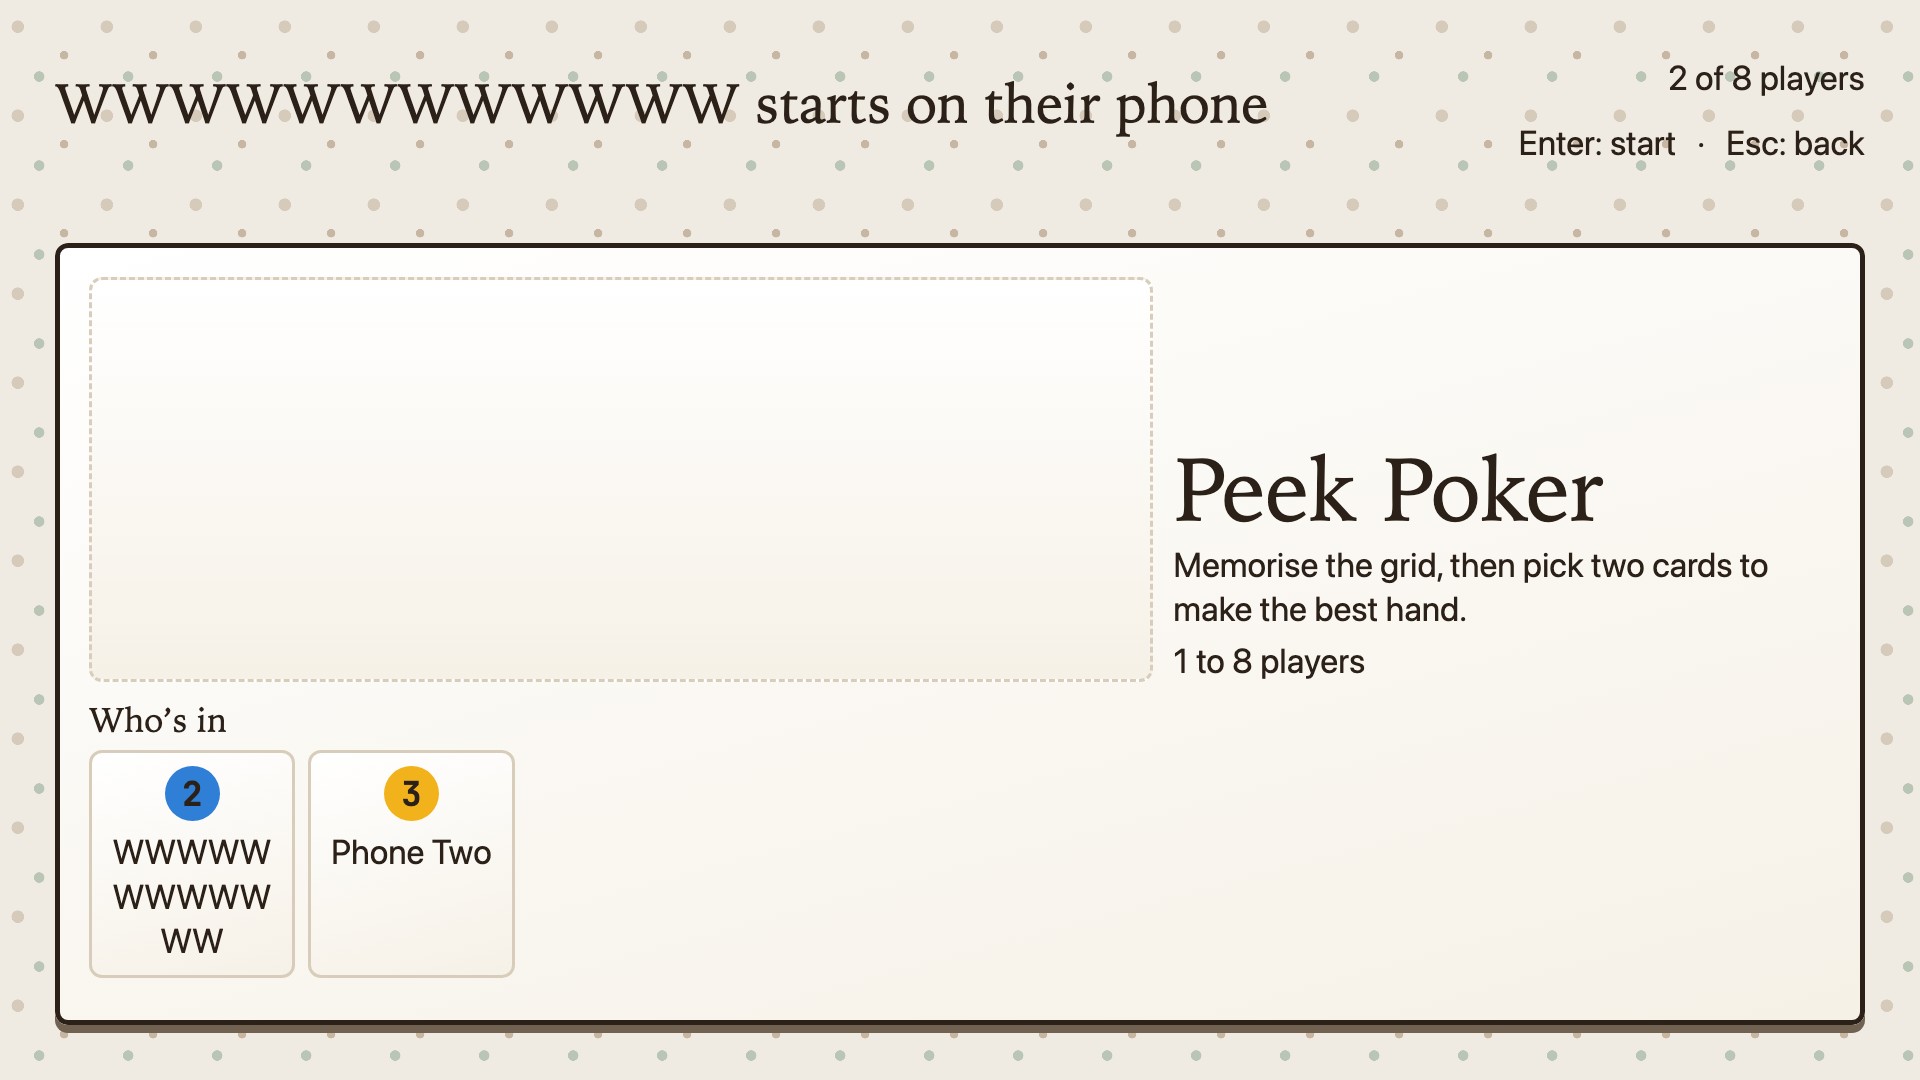 WWWWWWWWWWWW starts on their phone
2 of 8 players
Enter: start · Esc: back
Peek Poker
Memorise the grid, then pick two cards to
make the best hand.
1 to 8 players
Who’s in
2
WWWWW
WWWWW
WW
3
Phone Two